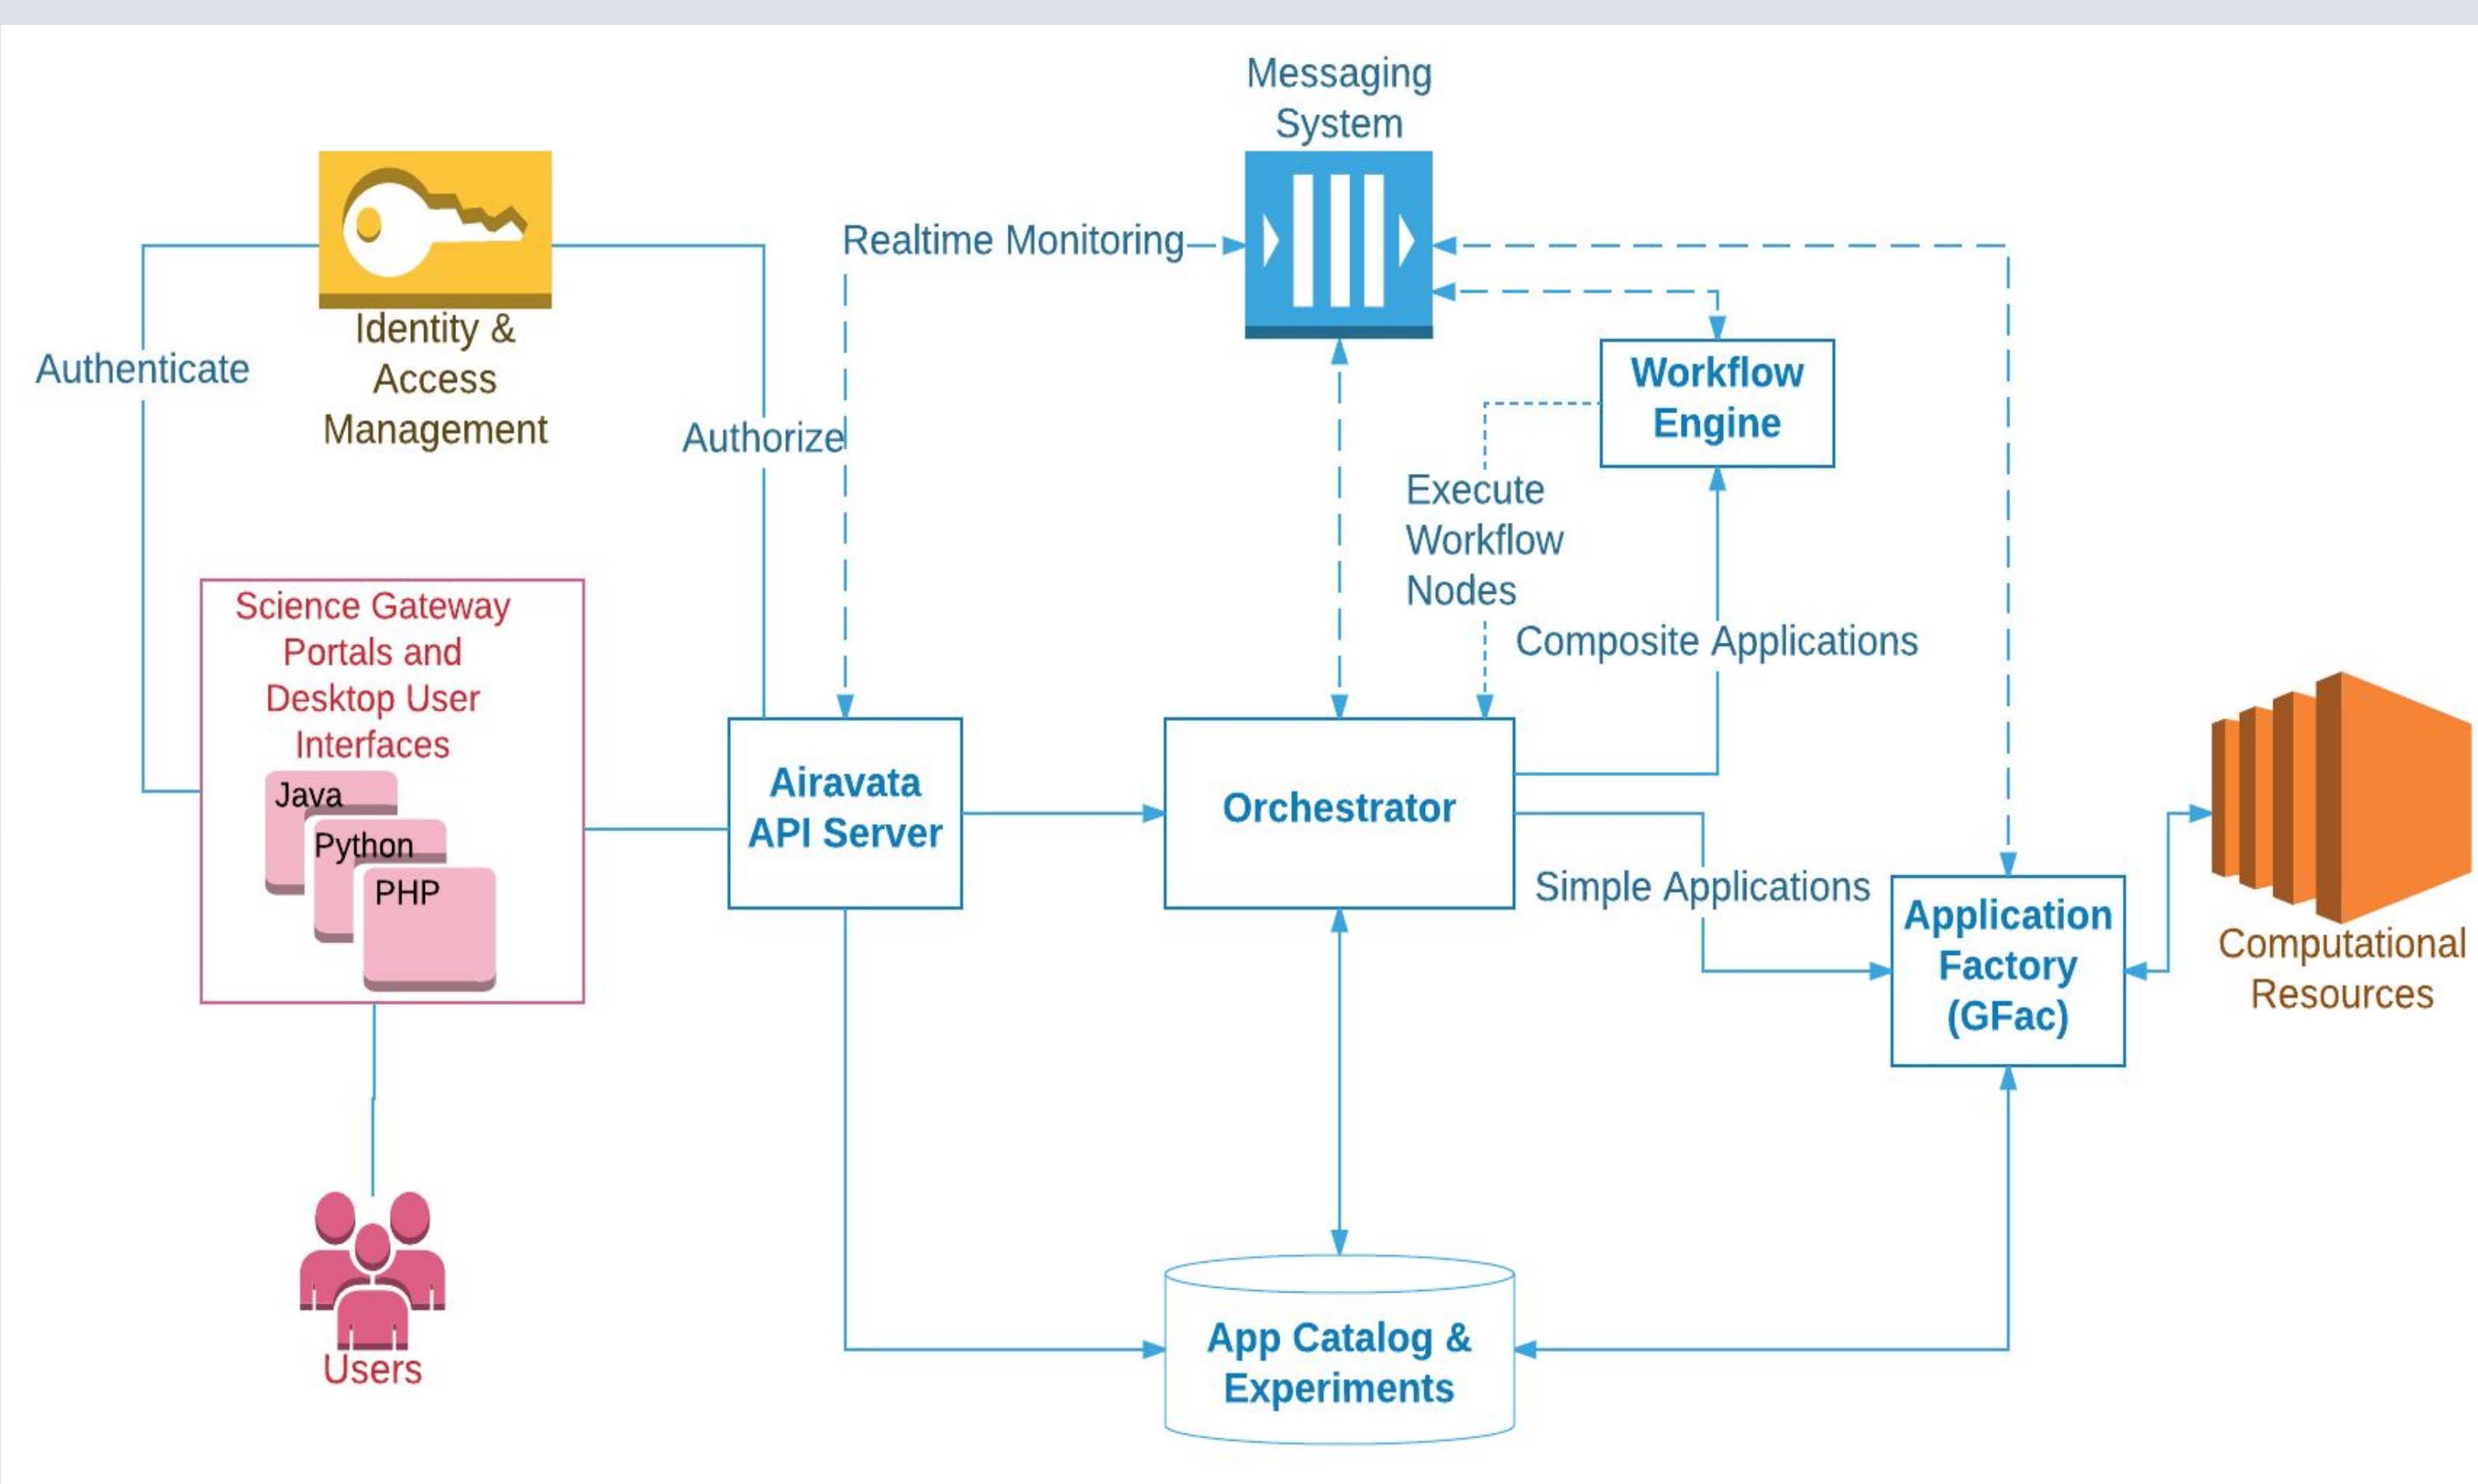 Messaging
System
Realtime Monitoring
Identity &
Access
Management
Authenticate
Authorize
Workflow
Engine
Execute
Workflow
Nodes
Composite Applications
Science Gateway
Portals and
Desktop User
Interfaces
Java
Python
PHP
Airavata
API Server
Orchestrator
Simple Applications
Application
Factory
(GFac)
Computational
Resources
Users
App Catalog &
Experiments